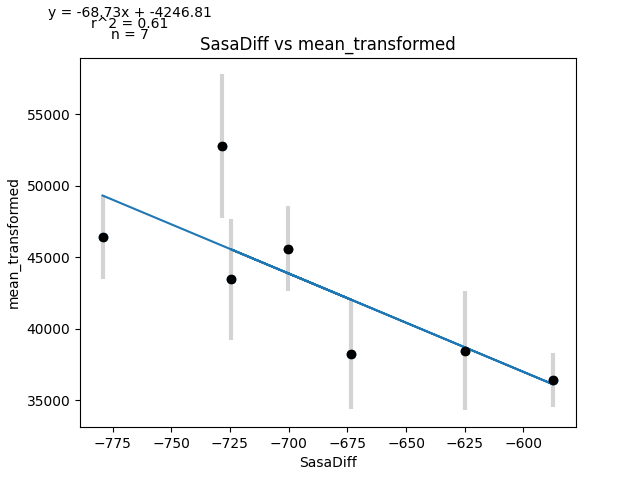 y = -68.73x + -4246.81
r^2 = 0.61
n = 7
SasaDiff vs mean_transformed
mean_transformed
55000
50000
45000
40000
35000
−775 −750 −725 −700 −675 −650 −625 −600
SasaDiff